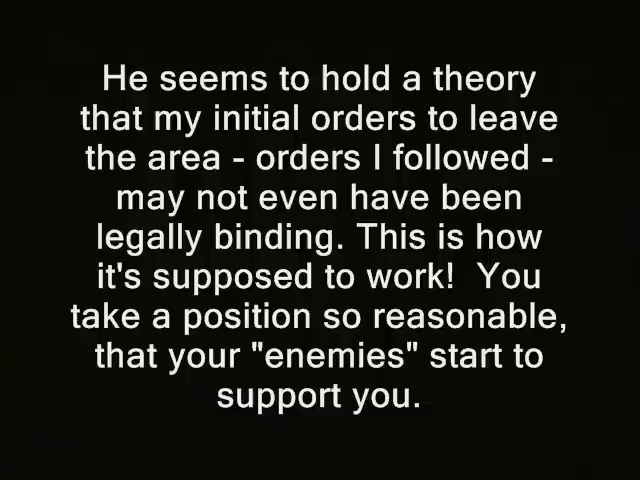 He seems to hold a theory
that my initial orders to leave
the area - orders I followed -
may not even have been
legally binding. This is how
it's supposed to work!  You
take a position so reasonable,
that your "enemies" start to
support you.